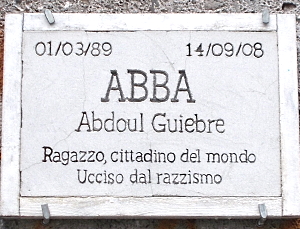 01/03/89 14/09/08
ABBA
Abdoul Guiebre
Ragazzo, cittadino del mondo
Ucciso dal razzismo